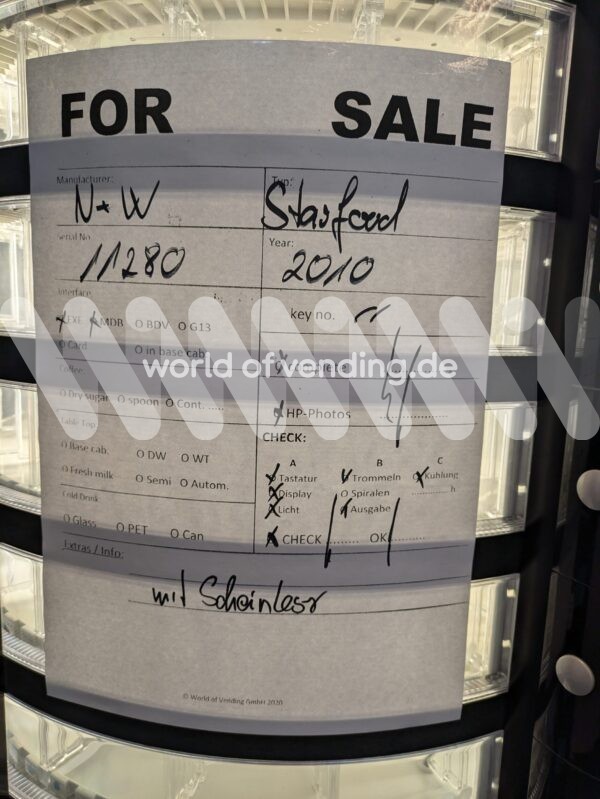 FOR SALE
Manufacturer: Typ:
N+W Starfood
Serial No Year:
11280 2010
Interface
key no.
MDB O BDV O G13
O Card O in base cab
world of vending.de
O Dry sugar O spoon O Cont. ......
HP-Photos
Table Top CHECK:
O Base cab. O DW O WT
A B C
Tastatur Trommeln Kühlung
O Fresh milk O Semi O Autom.
Display O Spiralen .......... h
Cold Drink
Licht Ausgabe
O Glass O PET O Can
CHECK ......... OK ..........
Extras / Info:
mit Scheinleser
© World of Vending GmbH 2020